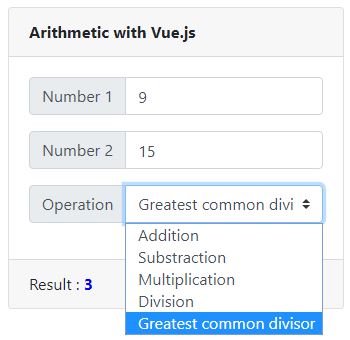 Arithmetic with Vue.js
Number 1 9
Number 2 15
Operation Greatest common divi
Addition
Substraction
Multiplication
Division
Greatest common divisor
Result : 3